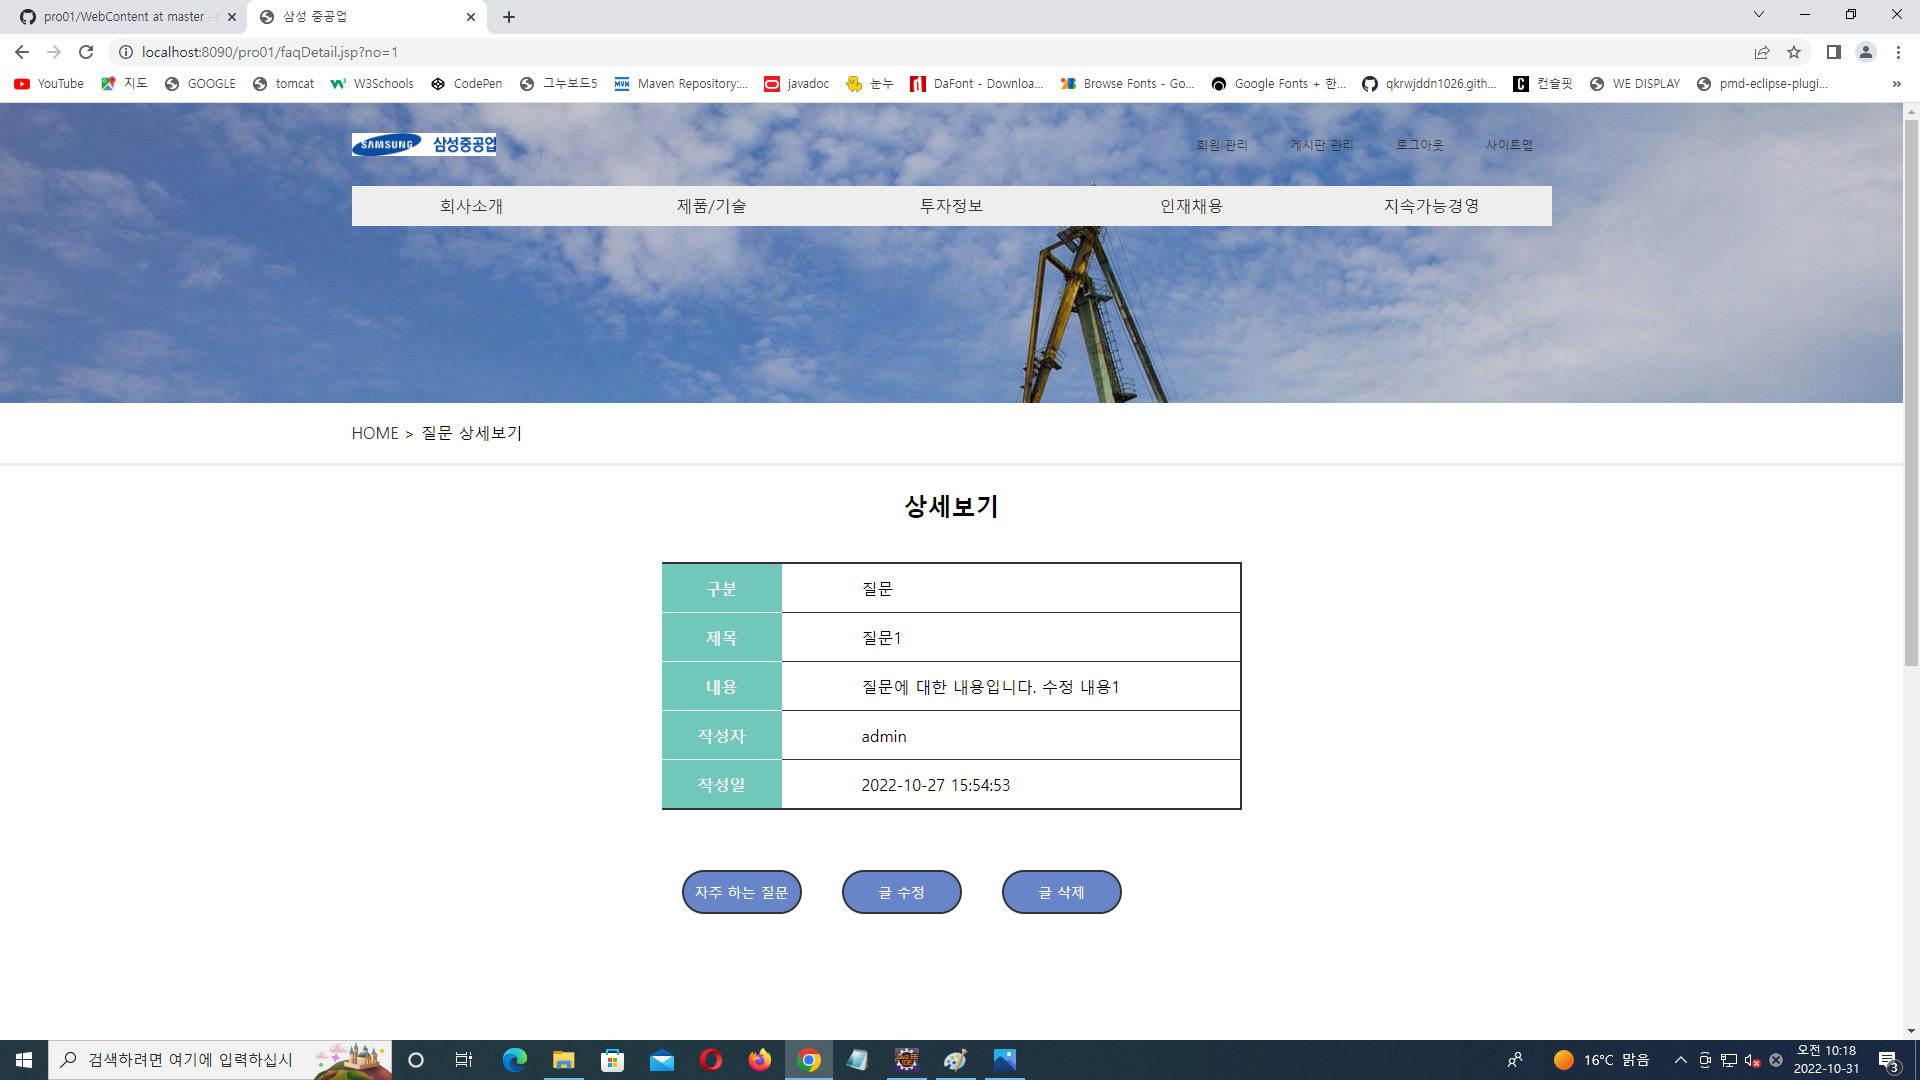 pro01/WebContent at master ·
삼성 중공업
localhost:8090/pro01/faqDetail.jsp?no=1
YouTube
지도
GOOGLE
tomcat
W3Schools
CodePen
그누보드5
Maven Repository:...
javadoc
눈누
DaFont - Downloa...
Browse Fonts - Go...
Google Fonts + 한...
qkrwjddn1026.gith...
컨슬핏
WE DISPLAY
pmd-eclipse-plugi...
SAMSUNG 삼성중공업
회원 관리
게시판 관리
로그아웃
사이트맵
회사소개
제품/기술
투자정보
인재채용
지속가능경영
HOME > 질문 상세보기
상세보기
구분 질문
제목 질문1
내용 질문에 대한 내용입니다. 수정 내용1
작성자 admin
작성일 2022-10-27 15:54:53
자주 하는 질문
글 수정
글 삭제
검색하려면 여기에 입력하십시
16°C 맑음
오전 10:18
2022-10-31
3